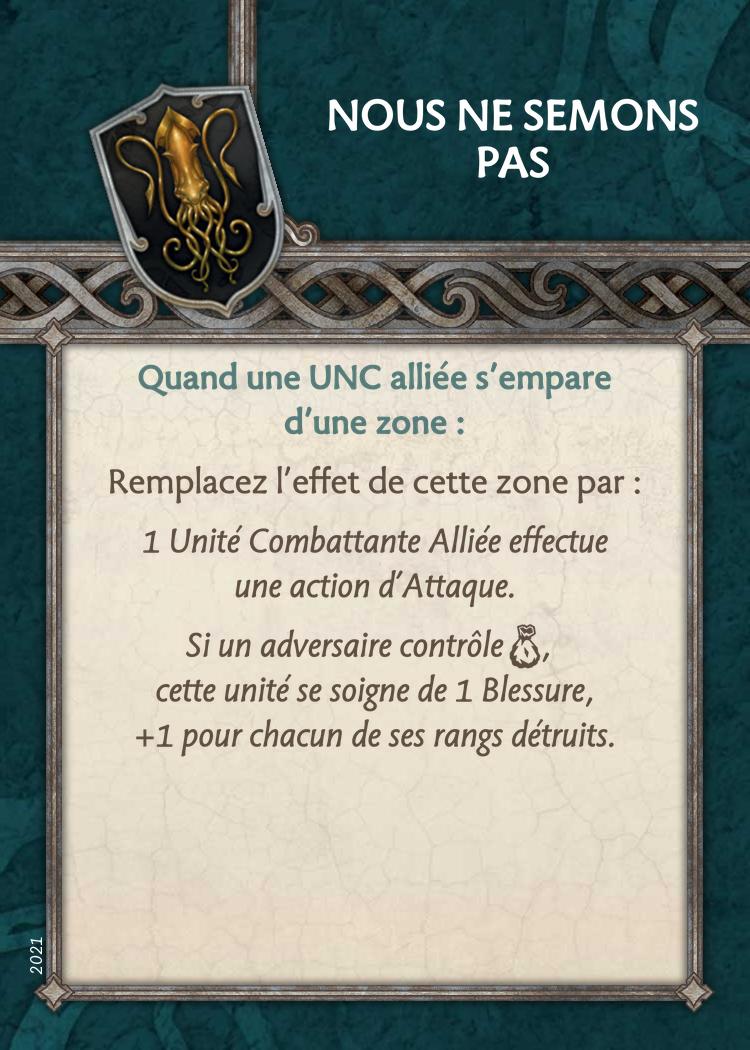 NOUS NE SEMONS
PAS
Quand une UNC alliée s'empare
d'une zone :
Remplacez l'effet de cette zone par :
1 Unité Combattante Alliée effectue
une action d'Attaque.
Si un adversaire contrôle ,
cette unité se soigne de 1 Blessure,
+1 pour chacun de ses rangs détruits.
2021